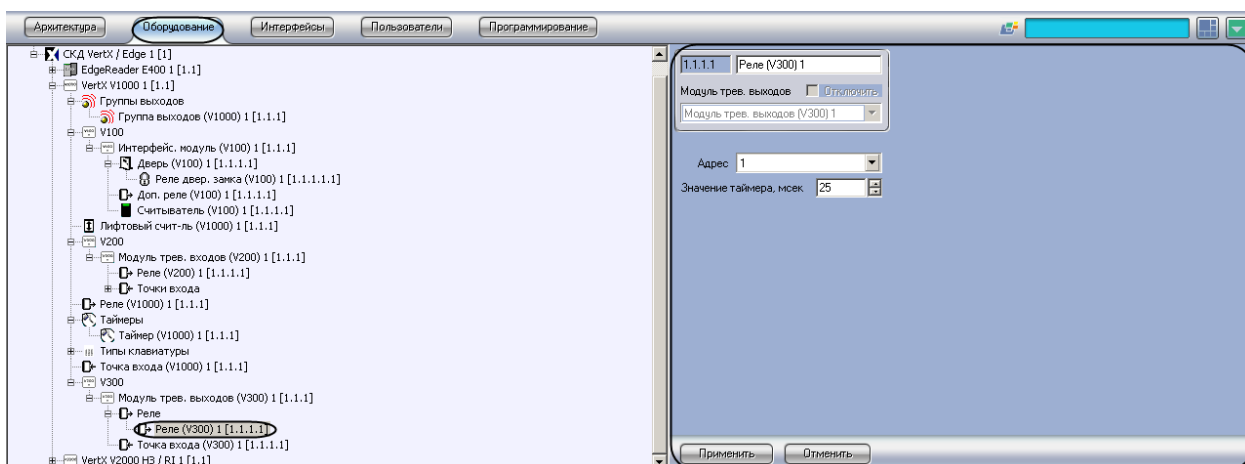 Архитектура
Оборудование
Интерфейсы
Пользователи
Программирование
СКД VertX / Edge 1 [1]
EdgeReader E400 1 [1.1]
VertX V1000 1 [1.1]
Группы выходов
Группа выходов (V1000) 1 [1.1.1]
V100
Интерфейс. модуль (V100) 1 [1.1.1]
Дверь (V100) 1 [1.1.1.1]
Реле двер. замка (V100) 1 [1.1.1.1.1]
Доп. реле (V100) 1 [1.1.1.1]
Считыватель (V100) 1 [1.1.1.1]
Лифтовый счит-ль (V1000) 1 [1.1.1]
V200
Модуль трев. входов (V200) 1 [1.1.1]
Реле (V200) 1 [1.1.1.1]
Точки входа
Реле (V1000) 1 [1.1.1]
Таймеры
Таймер (V1000) 1 [1.1.1]
Типы клавиатуры
Точка входа (V1000) 1 [1.1.1]
V300
Модуль трев. выходов (V300) 1 [1.1.1]
Реле
Реле (V300) 1 [1.1.1.1]
Точка входа (V300) 1 [1.1.1.1]
VertX V2000 НЗ / RI 1 [1.1]
1.1.1.1 Реле (V300) 1
Модуль трев. выходов Отключить
Модуль трев. выходов (V300) 1
Адрес 1
Значение таймера, мсек 25
Применить Отменить